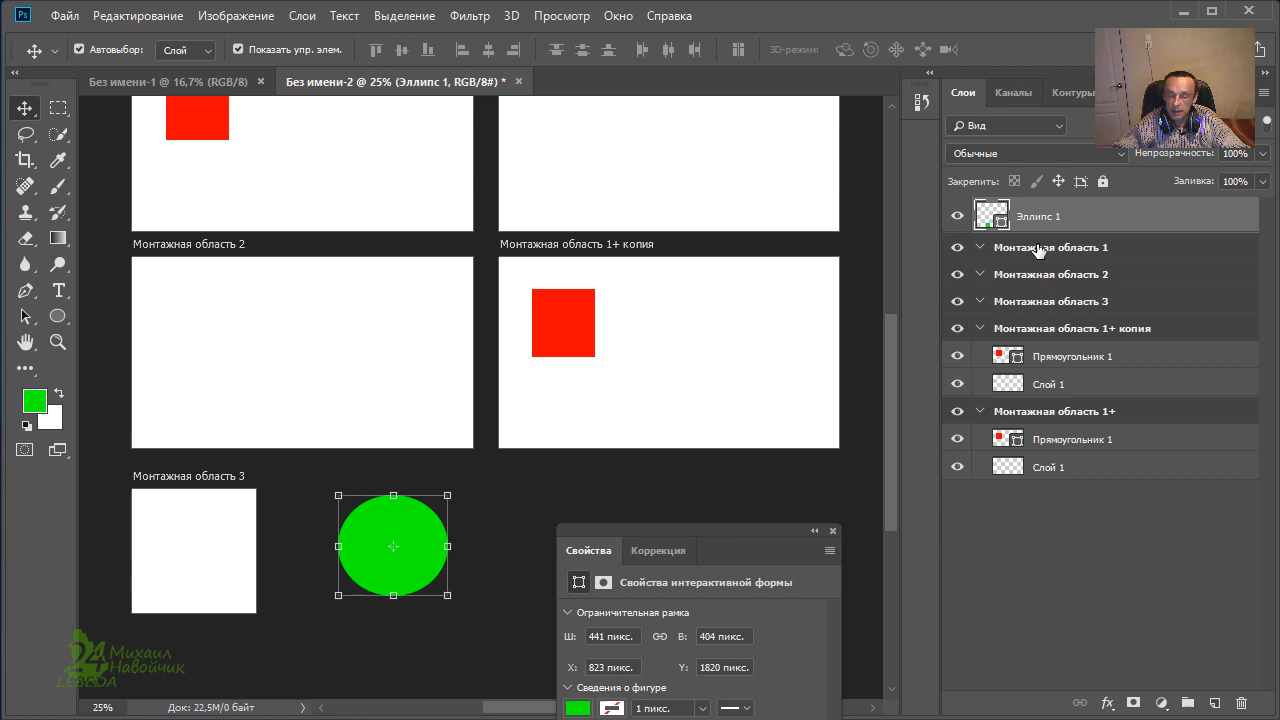 Ps Файл Редактирование Изображение Слои Текст Выделение Фильтр 3D Просмотр Окно Справка
Автовыбор: Слой Показать упр. элем. 3D-режим:
Без имени-1 @ 16,7% (RGB/8) Без имени-2 @ 25% (Эллипс 1, RGB/8#) *
Слои Каналы Контуры
Вид
Обычные Непрозрачность: 100%
Закрепить: Заливка: 100%
Эллипс 1
Монтажная область 1
Монтажная область 2
Монтажная область 3
Монтажная область 1+ копия
Прямоугольник 1
Слой 1
Монтажная область 1+
Прямоугольник 1
Слой 1
Монтажная область 2 Монтажная область 1+ копия
Монтажная область 3
Свойства Коррекция
Свойства интерактивной формы
Ограничительная рамка
Ш: 441 пикс. В: 404 пикс.
X: 823 пикс. Y: 1820 пикс.
Сведения о фигуре
1 пикс.
24 Михаил
Навойчик
LEBEDA
25% Док: 22,5M/0 байт